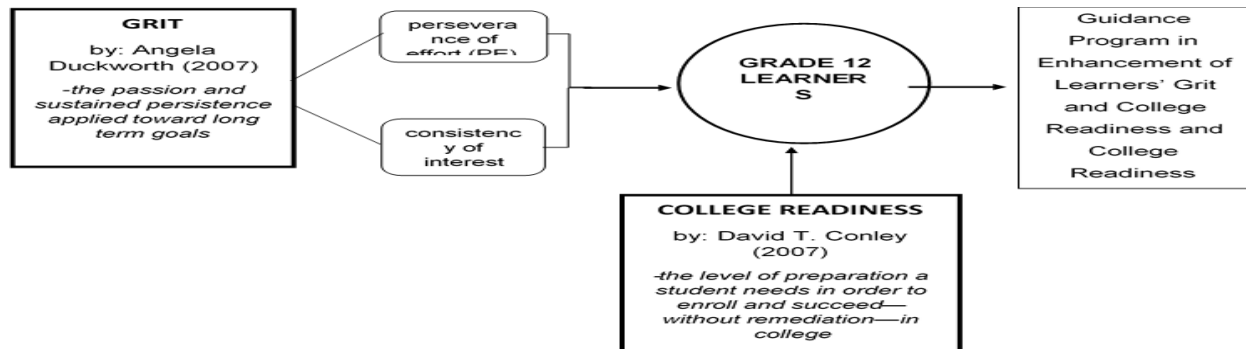 GRIT
by: Angela
Duckworth (2007)
-the passion and
sustained persistence
applied toward long
term goals
persevera
nce of
effort (PE)
consistenc
y of
interest
GRADE 12
LEARNER
S
Guidance
Program in
Enhancement of
Learners’ Grit
and College
Readiness and
College
Readiness
COLLEGE READINESS
by: David T. Conley
(2007)
-the level of preparation a
student needs in order to
enroll and succeed—
without remediation—in
college